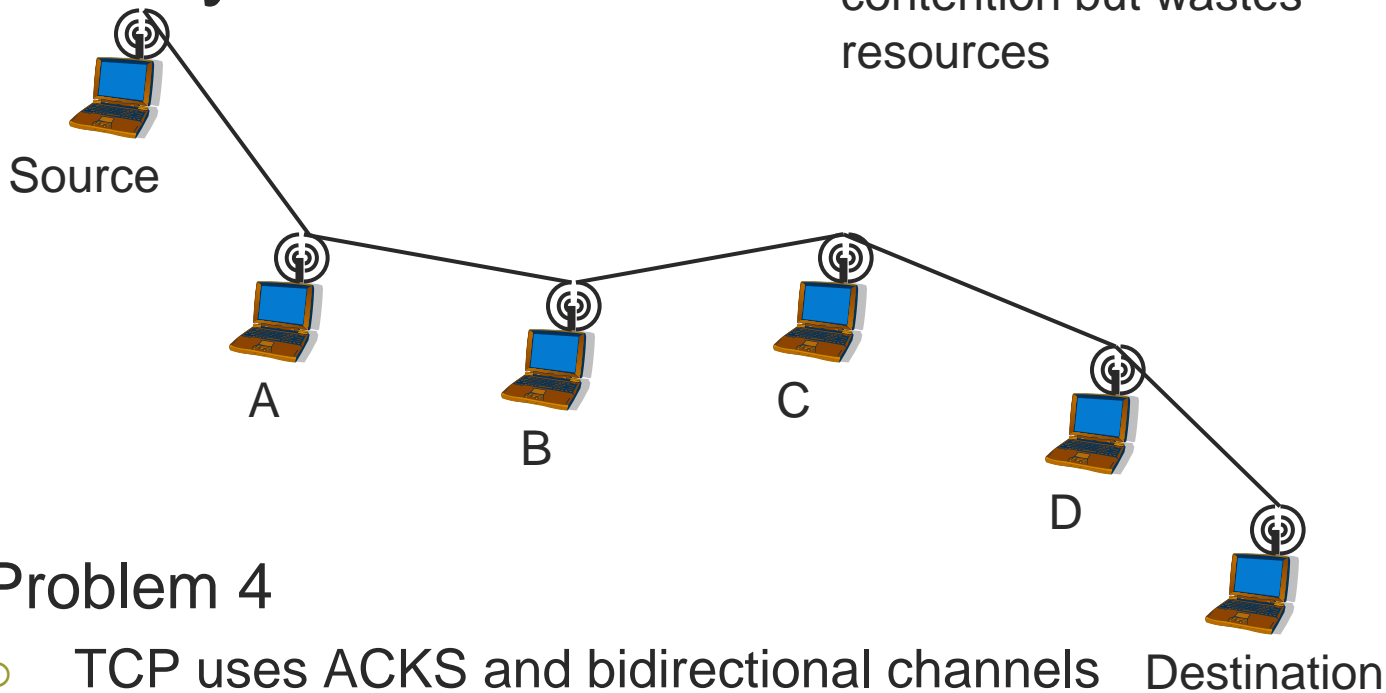 contention but wastes
resources
Source
A
B
C
D
Problem 4
TCP uses ACKS and bidirectional channels
Destination